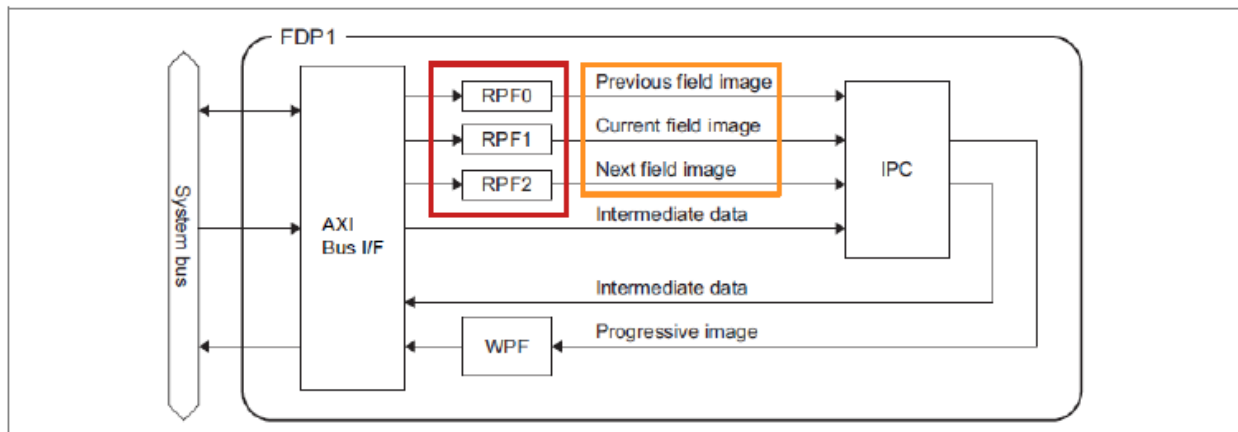 FDP1
RPF0
Previous field image
RPF1
Current field image
RPF2
Next field image
IPC
System bus
AXI
Bus I/F
Intermediate data
Intermediate data
WPF
Progressive image